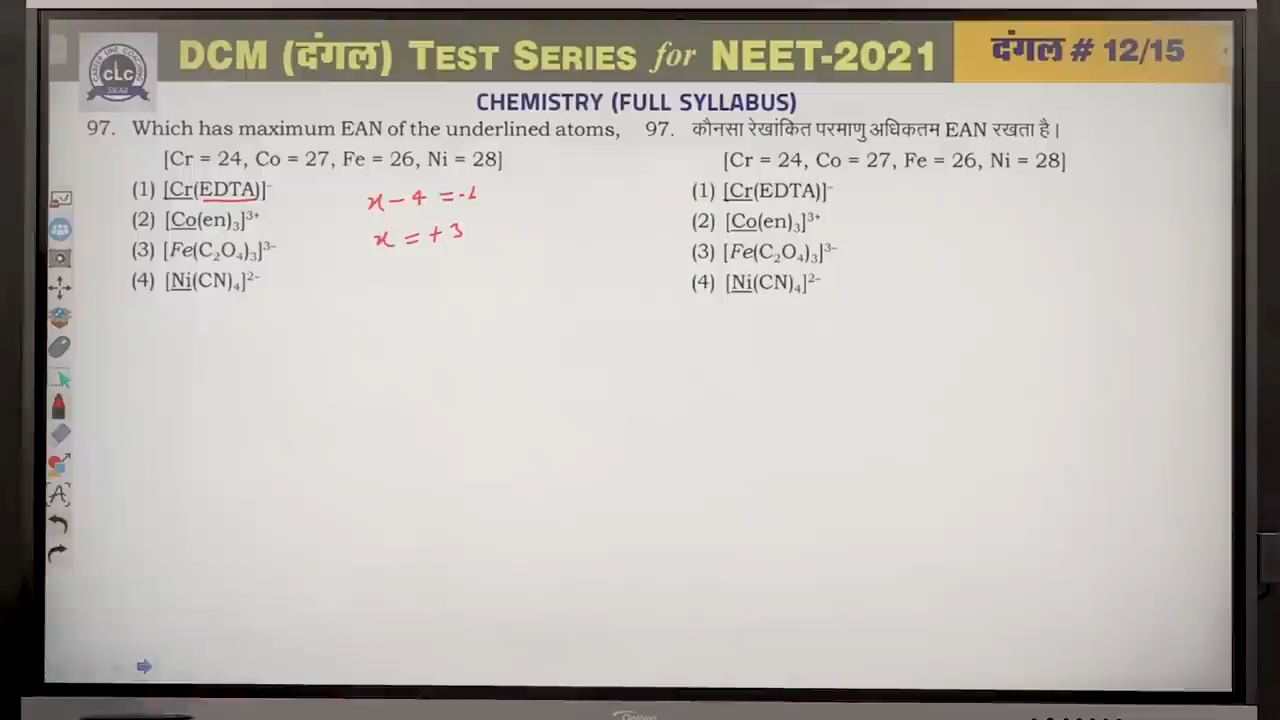 DCM (दंगल) TEST SERIES for NEET-2021
दंगल # 12/15
CLC
SIKAR
CHEMISTRY (FULL SYLLABUS)
97. Which has maximum EAN of the underlined atoms,
[Cr = 24, Co = 27, Fe = 26, Ni = 28]
(1) [Cr(EDTA)]⁻
(2) [Co(en)₃]³⁺
(3) [Fe(C₂O₄)₃]³⁻
(4) [Ni(CN)₄]²⁻
x – 4 = -1
x = +3
97. कौनसा रेखांकित परमाणु अधिकतम EAN रखता है।
[Cr = 24, Co = 27, Fe = 26, Ni = 28]
(1) [Cr(EDTA)]⁻
(2) [Co(en)₃]³⁺
(3) [Fe(C₂O₄)₃]³⁻
(4) [Ni(CN)₄]²⁻